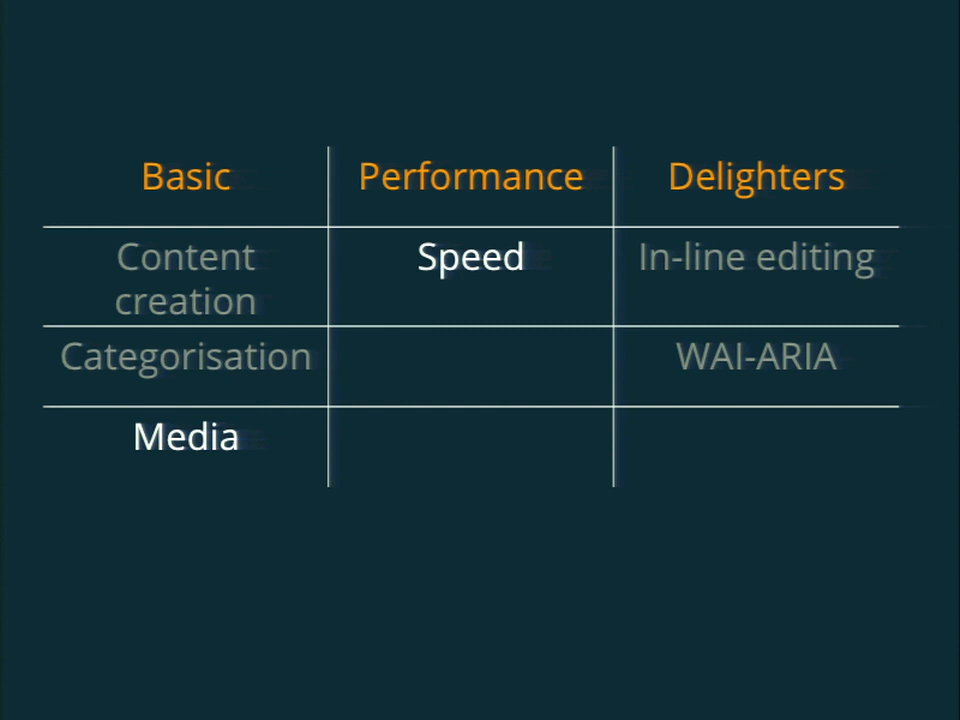 Basic Performance Delighters
Content Speed In-line editing
creation
Categorisation WAI-ARIA
Media